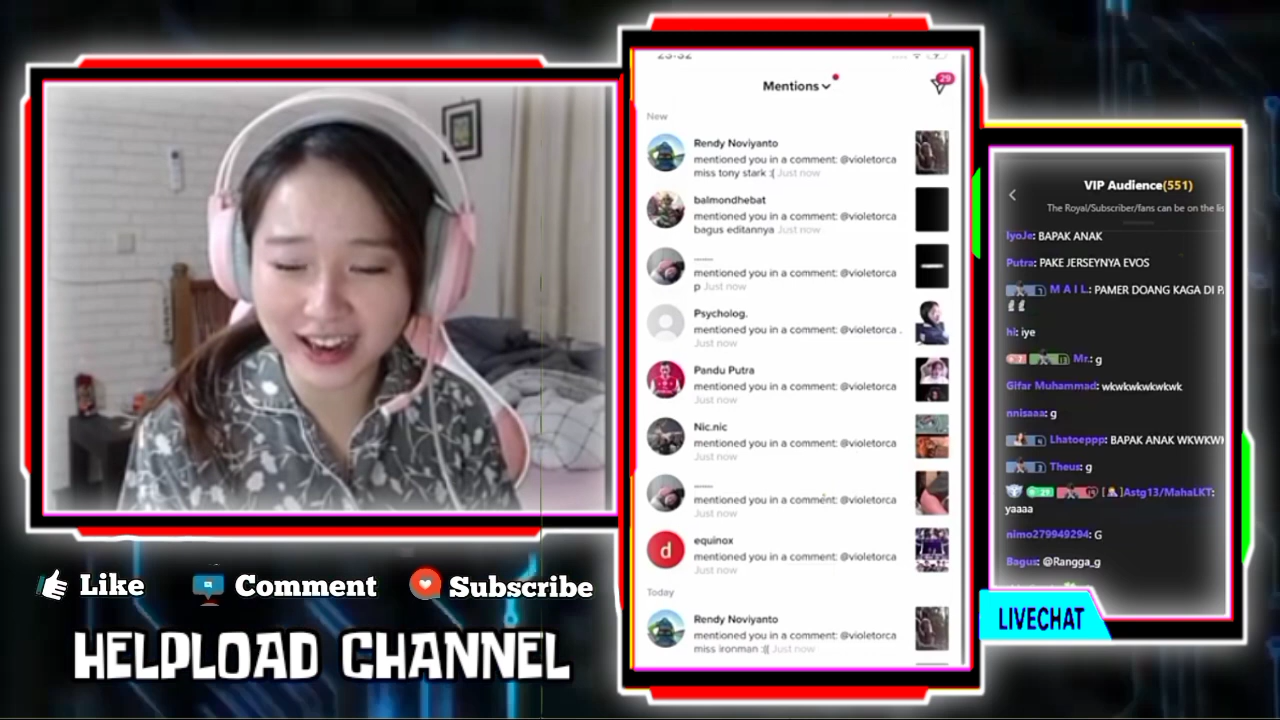 Mentions
29
New
Rendy Noviyanto
mentioned you in a comment: @violetorca
miss tony stark :( Just now
balmondhebat
mentioned you in a comment: @violetorca
bagus editannya Just now
mentioned you in a comment: @violetorca
p Just now
Psycholog.
mentioned you in a comment: @violetorca .
Just now
Pandu Putra
mentioned you in a comment: @violetorca
Just now
Nic.nic
mentioned you in a comment: @violetorca
Just now
mentioned you in a comment: @violetorca
Just now
d
equinox
mentioned you in a comment: @violetorca
Just now
Today
Rendy Noviyanto
mentioned you in a comment: @violetorca
miss ironman :(( Just now
VIP Audience(551)
The Royal/Subscriber/fans can be on the lis
IyoJe: BAPAK ANAK
Putra: PAKE JERSEYNYA EVOS
M A I L: PAMER DOANG KAGA DI P
hi: iye
Mr.: g
Gifar Muhammad: wkwkwkwkwkwk
nnisaaa: g
Lhatoeppp: BAPAK ANAK WKWKWK
Theus: g
Astg13/MahaLKT:
yaaaa
nimo279949294: G
Bagus: @Rangga_g
LIVECHAT
Like
Comment
Subscribe
HELPLOAD CHANNEL